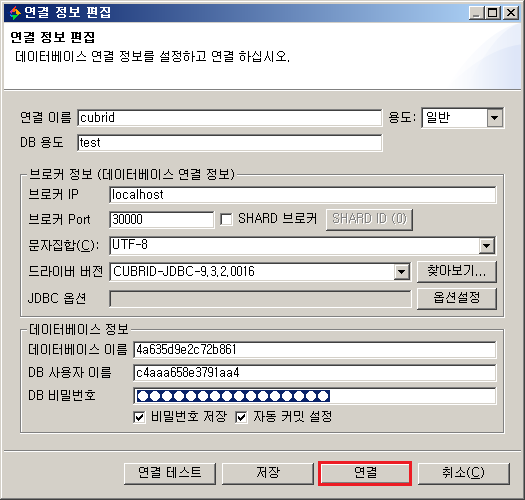 연결 정보 편집
연결 정보 편집
데이터베이스 연결 정보를 설정하고 연결 하십시오.
연결 이름 cubrid 용도: 일반
DB 용도 test
브로커 정보 (데이터베이스 연결 정보)
브로커 IP localhost
브로커 Port 30000 SHARD 브로커 SHARD ID (0)
문자집합(C): UTF-8
드라이버 버전 CUBRID-JDBC-9.3.2.0016 찾아보기...
JDBC 옵션 옵션설정
데이터베이스 정보
데이터베이스 이름 4a635d9e2c72b861
DB 사용자 이름 c4aaa658e3791aa4
DB 비밀번호 ●●●●●●●●●●●●●●●●
비밀번호 저장 자동 커밋 설정
연결 테스트 저장 연결 취소(C)